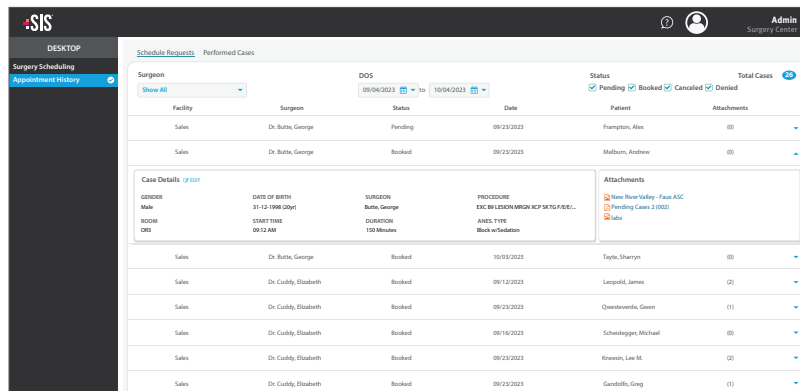 SIS
Admin
Surgery Center
DESKTOP
Surgery Scheduling
Appointment History
Schedule Requests Performed Cases
Surgeon DOS Status Total Cases 26
Show All 09/04/2023 to 10/04/2023 Pending Booked Canceled Denied
Facility Surgeon Status Date Patient Attachments
Sales Dr. Butte, George Pending 09/23/2023 Frampton, Alex (0)
Sales Dr. Butte, George Booked 09/23/2023 Melburn, Andrew (0)
Case Details EDIT Attachments
GENDER DATE OF BIRTH SURGEON PROCEDURE
Male 31-12-1998 (20yr) Butte, George EXC B9 LESION MRGN XCP SKTG F/E/E/...
ROOM START TIME DURATION ANES. TYPE
OR3 09:12 AM 150 Minutes Block w/Sedation
New River Valley - Faux ASC
Pending Cases 2 (002)
labs
Sales Dr. Butte, George Booked 10/03/2023 Tayte, Sharryn (0)
Sales Dr. Cuddy, Elizabeth Booked 09/12/2023 Leopold, James (2)
Sales Dr. Cuddy, Elizabeth Booked 09/23/2023 Qwesteverde, Gwen (1)
Sales Dr. Cuddy, Elizabeth Booked 09/16/2023 Scheidegger, Michael (0)
Sales Dr. Cuddy, Elizabeth Booked 09/23/2023 Kneesin, Lee M. (2)
Sales Dr. Cuddy, Elizabeth Booked 09/23/2023 Gandolfo, Greg (1)